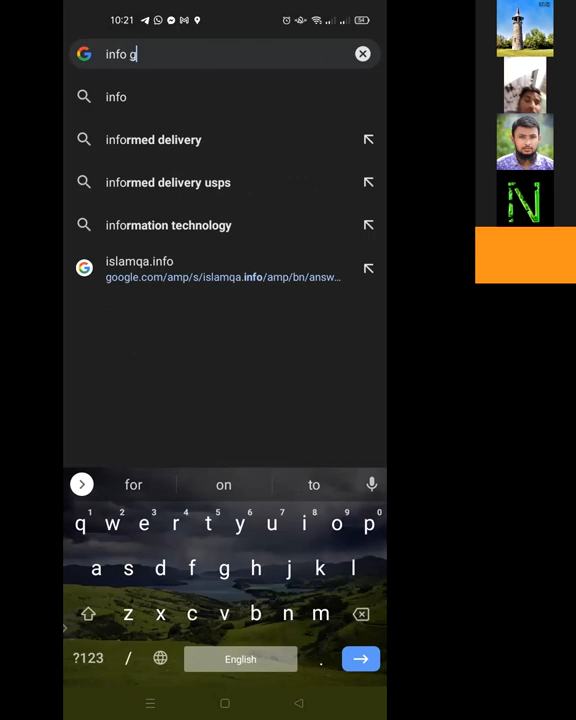 10:21
54
info g
info
informed delivery
informed delivery usps
information technology
islamqa.info
google.com/amp/s/islamqa.info/amp/bn/answ...
for on to
1 2 3 4 5 6 7 8 9 0
q w e r t y u i o p
a s d f g h j k l
z x c v b n m
?123 / English .
N